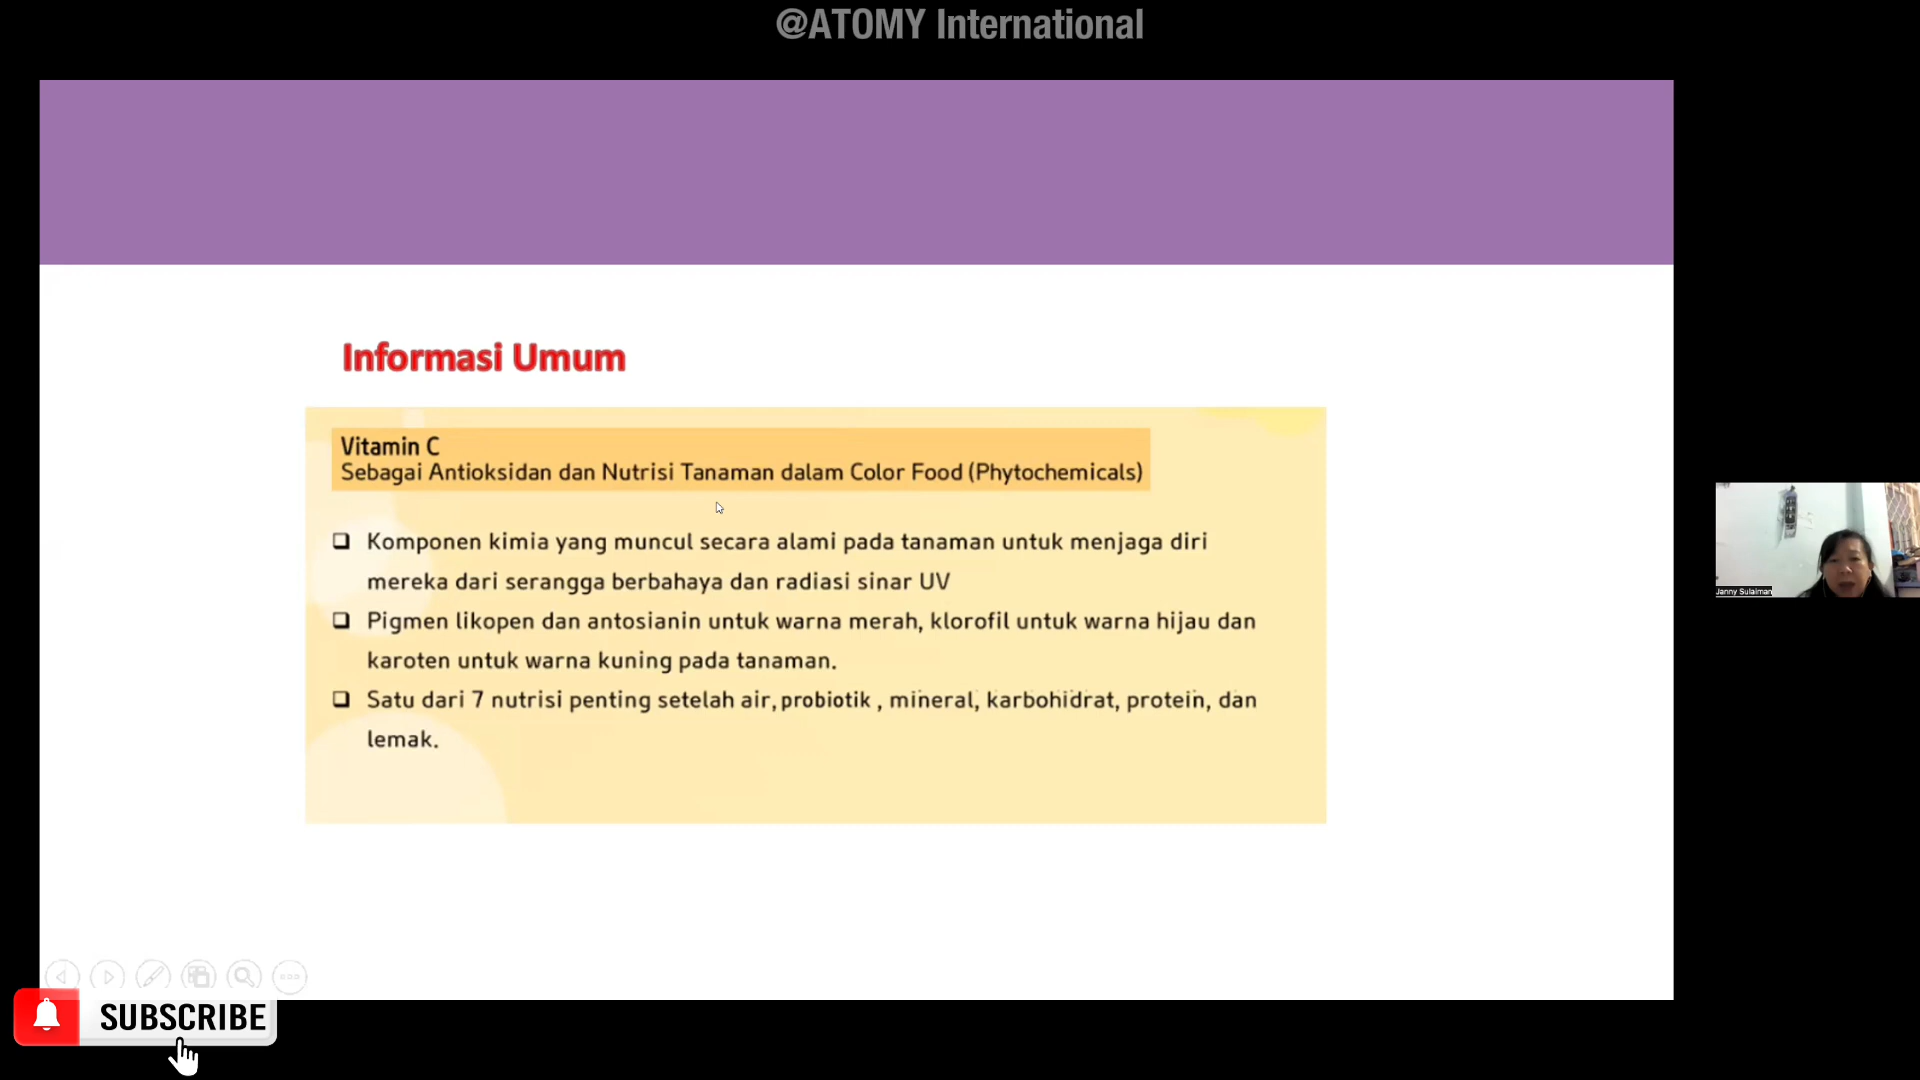 @ATOMY International
Informasi Umum
Vitamin C
Sebagai Antioksidan dan Nutrisi Tanaman dalam Color Food (Phytochemicals)
Komponen kimia yang muncul secara alami pada tanaman untuk menjaga diri
mereka dari serangga berbahaya dan radiasi sinar UV
Pigmen likopen dan antosianin untuk warna merah, klorofil untuk warna hijau dan
karoten untuk warna kuning pada tanaman.
Satu dari 7 nutrisi penting setelah air, probiotik , mineral, karbohidrat, protein, dan
lemak.
Janny Sulaiman
SUBSCRIBE